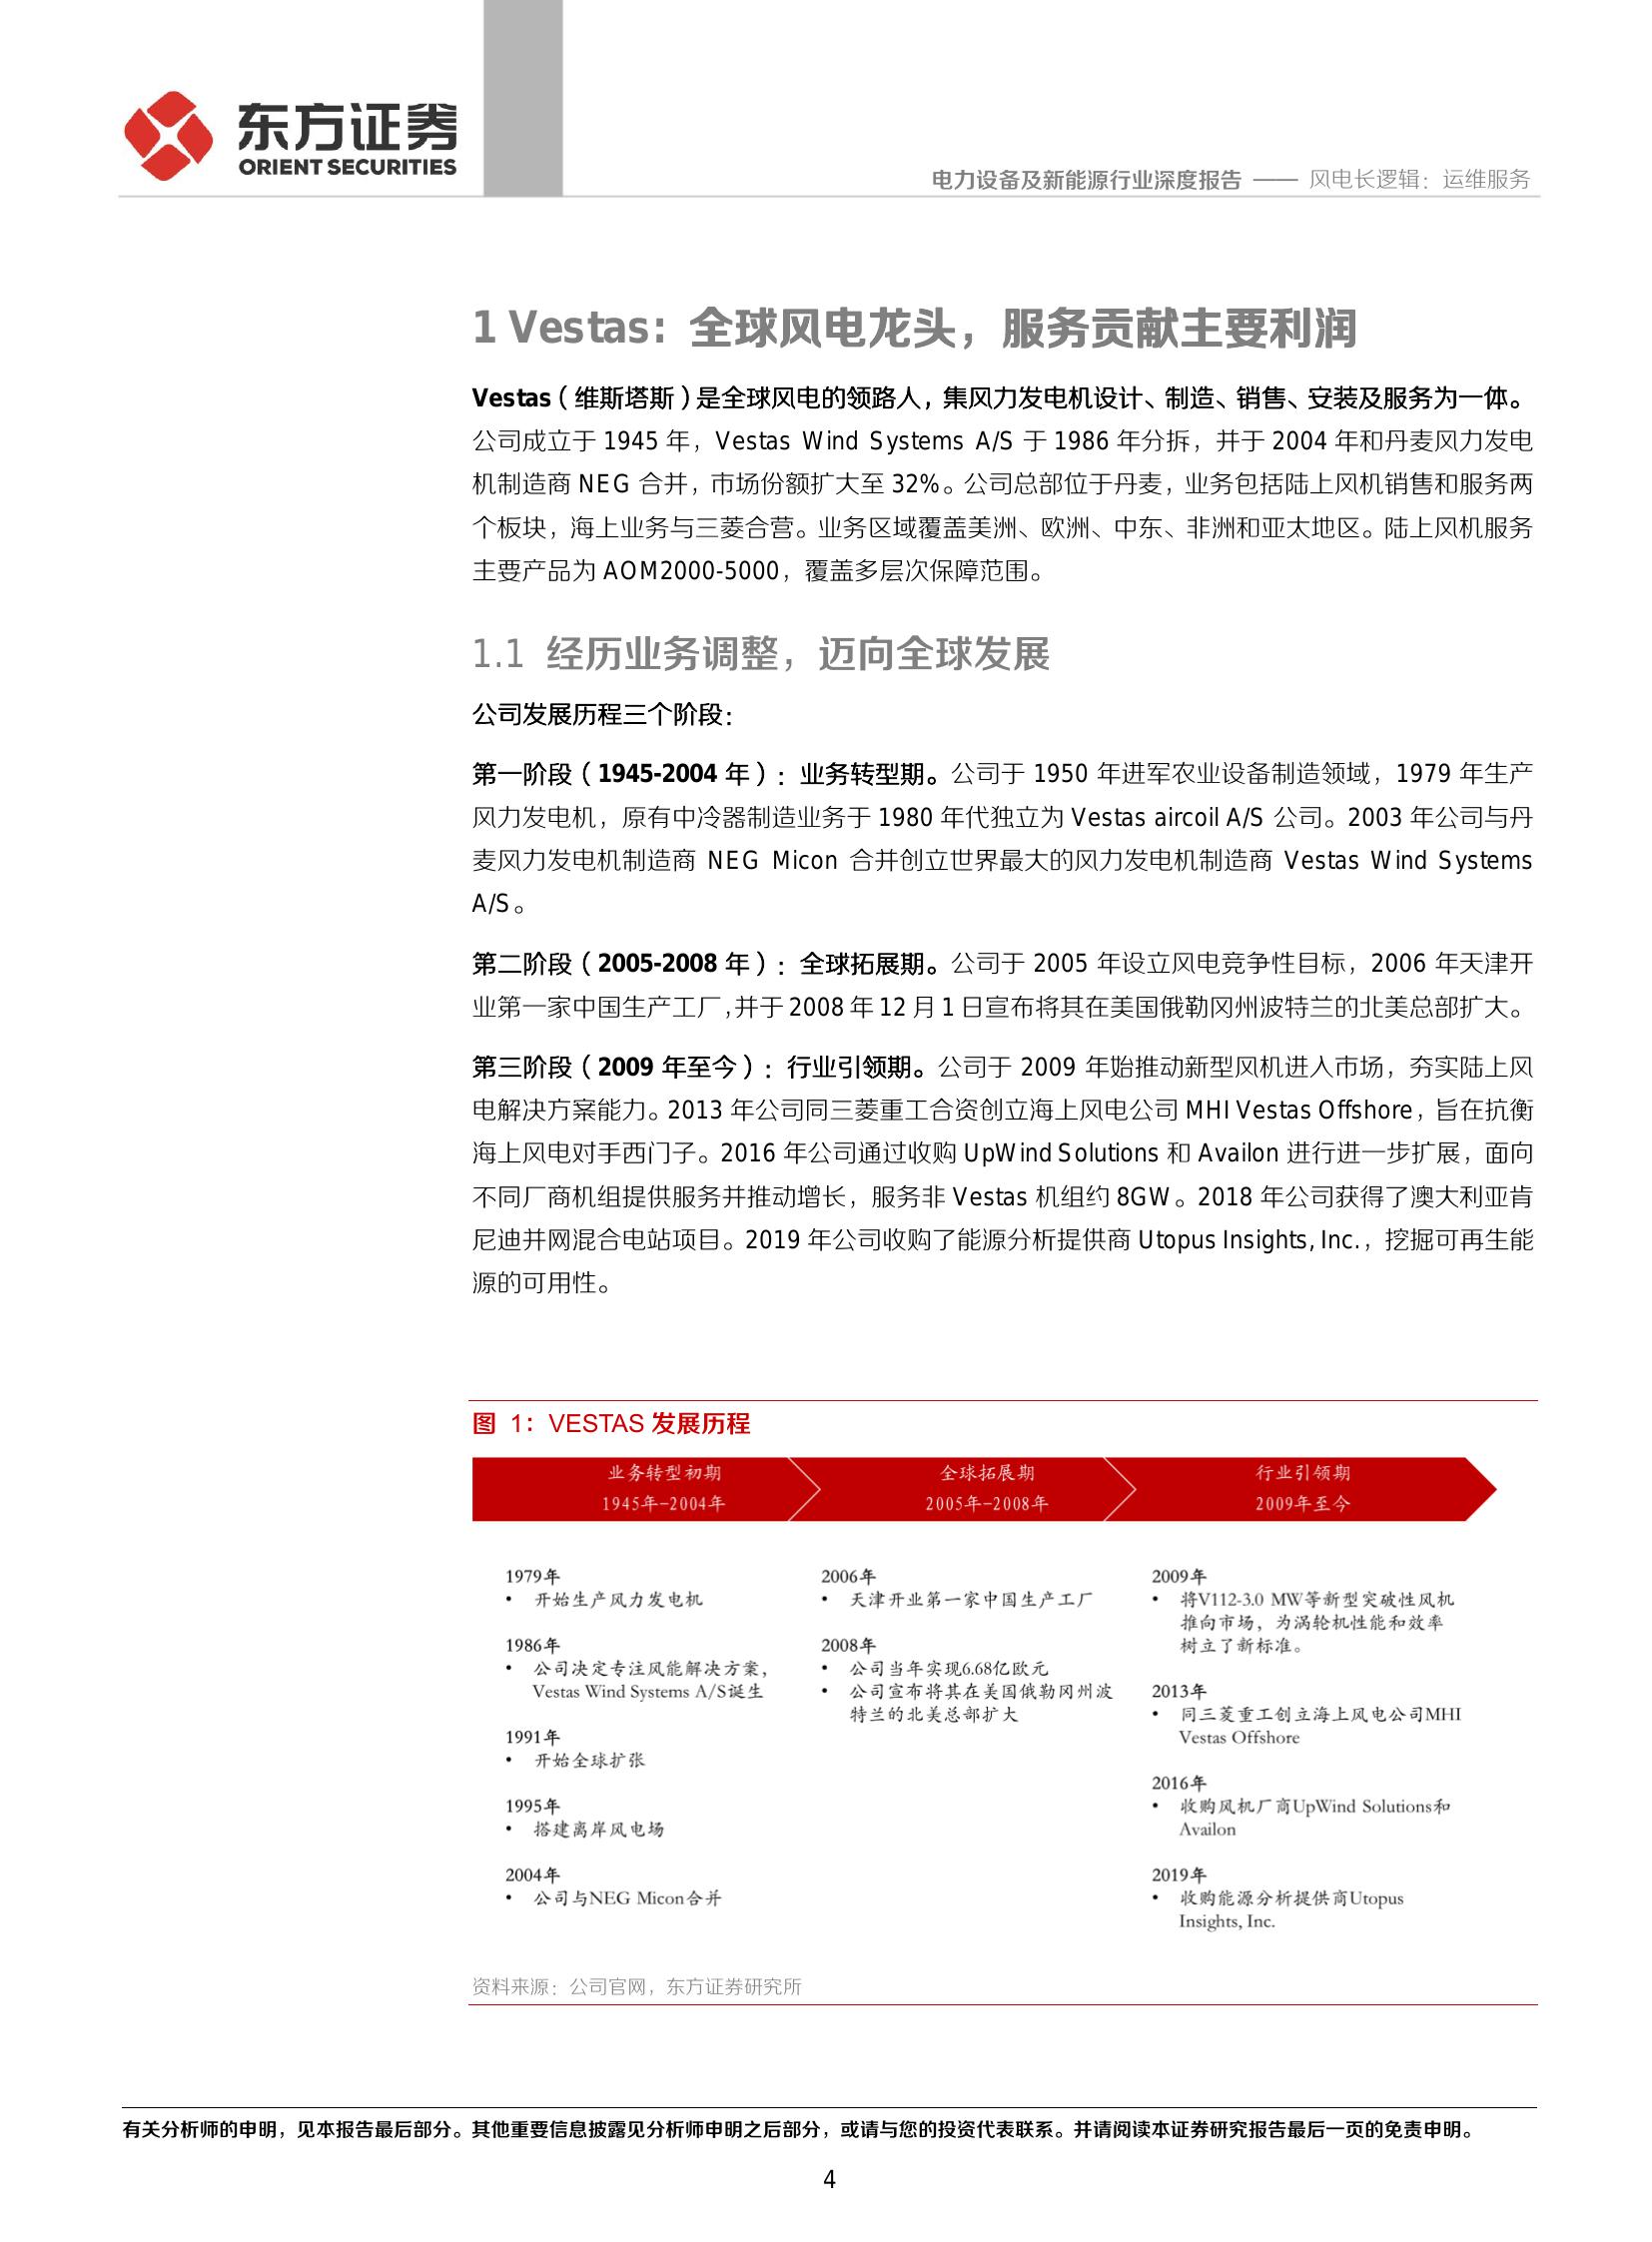 东方证券
ORIENT SECURITIES
电力设备及新能源行业深度报告 —— 风电长逻辑：运维服务
1 Vestas：全球风电龙头，服务贡献主要利润
Vestas（维斯塔斯）是全球风电的领路人，集风力发电机设计、制造、销售、安装及服务为一体。
公司成立于 1945 年，Vestas Wind Systems A/S 于 1986 年分拆，并于 2004 年和丹麦风力发电
机制造商 NEG 合并，市场份额扩大至 32%。公司总部位于丹麦，业务包括陆上风机销售和服务两
个板块，海上业务与三菱合营。业务区域覆盖美洲、欧洲、中东、非洲和亚太地区。陆上风机服务
主要产品为 AOM2000-5000，覆盖多层次保障范围。
1.1 经历业务调整，迈向全球发展
公司发展历程三个阶段：
第一阶段（1945-2004 年）：业务转型期。公司于 1950 年进军农业设备制造领域，1979 年生产
风力发电机，原有中冷器制造业务于 1980 年代独立为 Vestas aircoil A/S 公司。2003 年公司与丹
麦风力发电机制造商 NEG Micon 合并创立世界最大的风力发电机制造商 Vestas Wind Systems
A/S。
第二阶段（2005-2008 年）：全球拓展期。公司于 2005 年设立风电竞争性目标，2006 年天津开
业第一家中国生产工厂，并于 2008 年 12 月 1 日宣布将其在美国俄勒冈州波特兰的北美总部扩大。
第三阶段（2009 年至今）：行业引领期。公司于 2009 年始推动新型风机进入市场，夯实陆上风
电解决方案能力。2013 年公司同三菱重工合资创立海上风电公司 MHI Vestas Offshore，旨在抗衡
海上风电对手西门子。2016 年公司通过收购 UpWind Solutions 和 Availon 进行进一步扩展，面向
不同厂商机组提供服务并推动增长，服务非 Vestas 机组约 8GW。2018 年公司获得了澳大利亚肯
尼迪并网混合电站项目。2019 年公司收购了能源分析提供商 Utopus Insights, Inc.，挖掘可再生能
源的可用性。
图 1：VESTAS 发展历程
业务转型初期
1945年-2004年
全球拓展期
2005年-2008年
行业引领期
2009年至今
1979年
• 开始生产风力发电机
1986年
• 公司决定专注风能解决方案，
Vestas Wind Systems A/S诞生
1991年
• 开始全球扩张
1995年
• 搭建离岸风电场
2004年
• 公司与NEG Micon合并
2006年
• 天津开业第一家中国生产工厂
2008年
• 公司当年实现6.68亿欧元
• 公司宣布将其在美国俄勒冈州波
特兰的北美总部扩大
2009年
• 将V112-3.0 MW等新型突破性风机
推向市场，为涡轮机性能和效率
树立了新标准。
2013年
• 同三菱重工创立海上风电公司MHI
Vestas Offshore
2016年
• 收购风机厂商UpWind Solutions和
Availon
2019年
• 收购能源分析提供商Utopus
Insights, Inc.
资料来源：公司官网，东方证券研究所
有关分析师的申明，见本报告最后部分。其他重要信息披露见分析师申明之后部分，或请与您的投资代表联系。并请阅读本证券研究报告最后一页的免责申明。
4